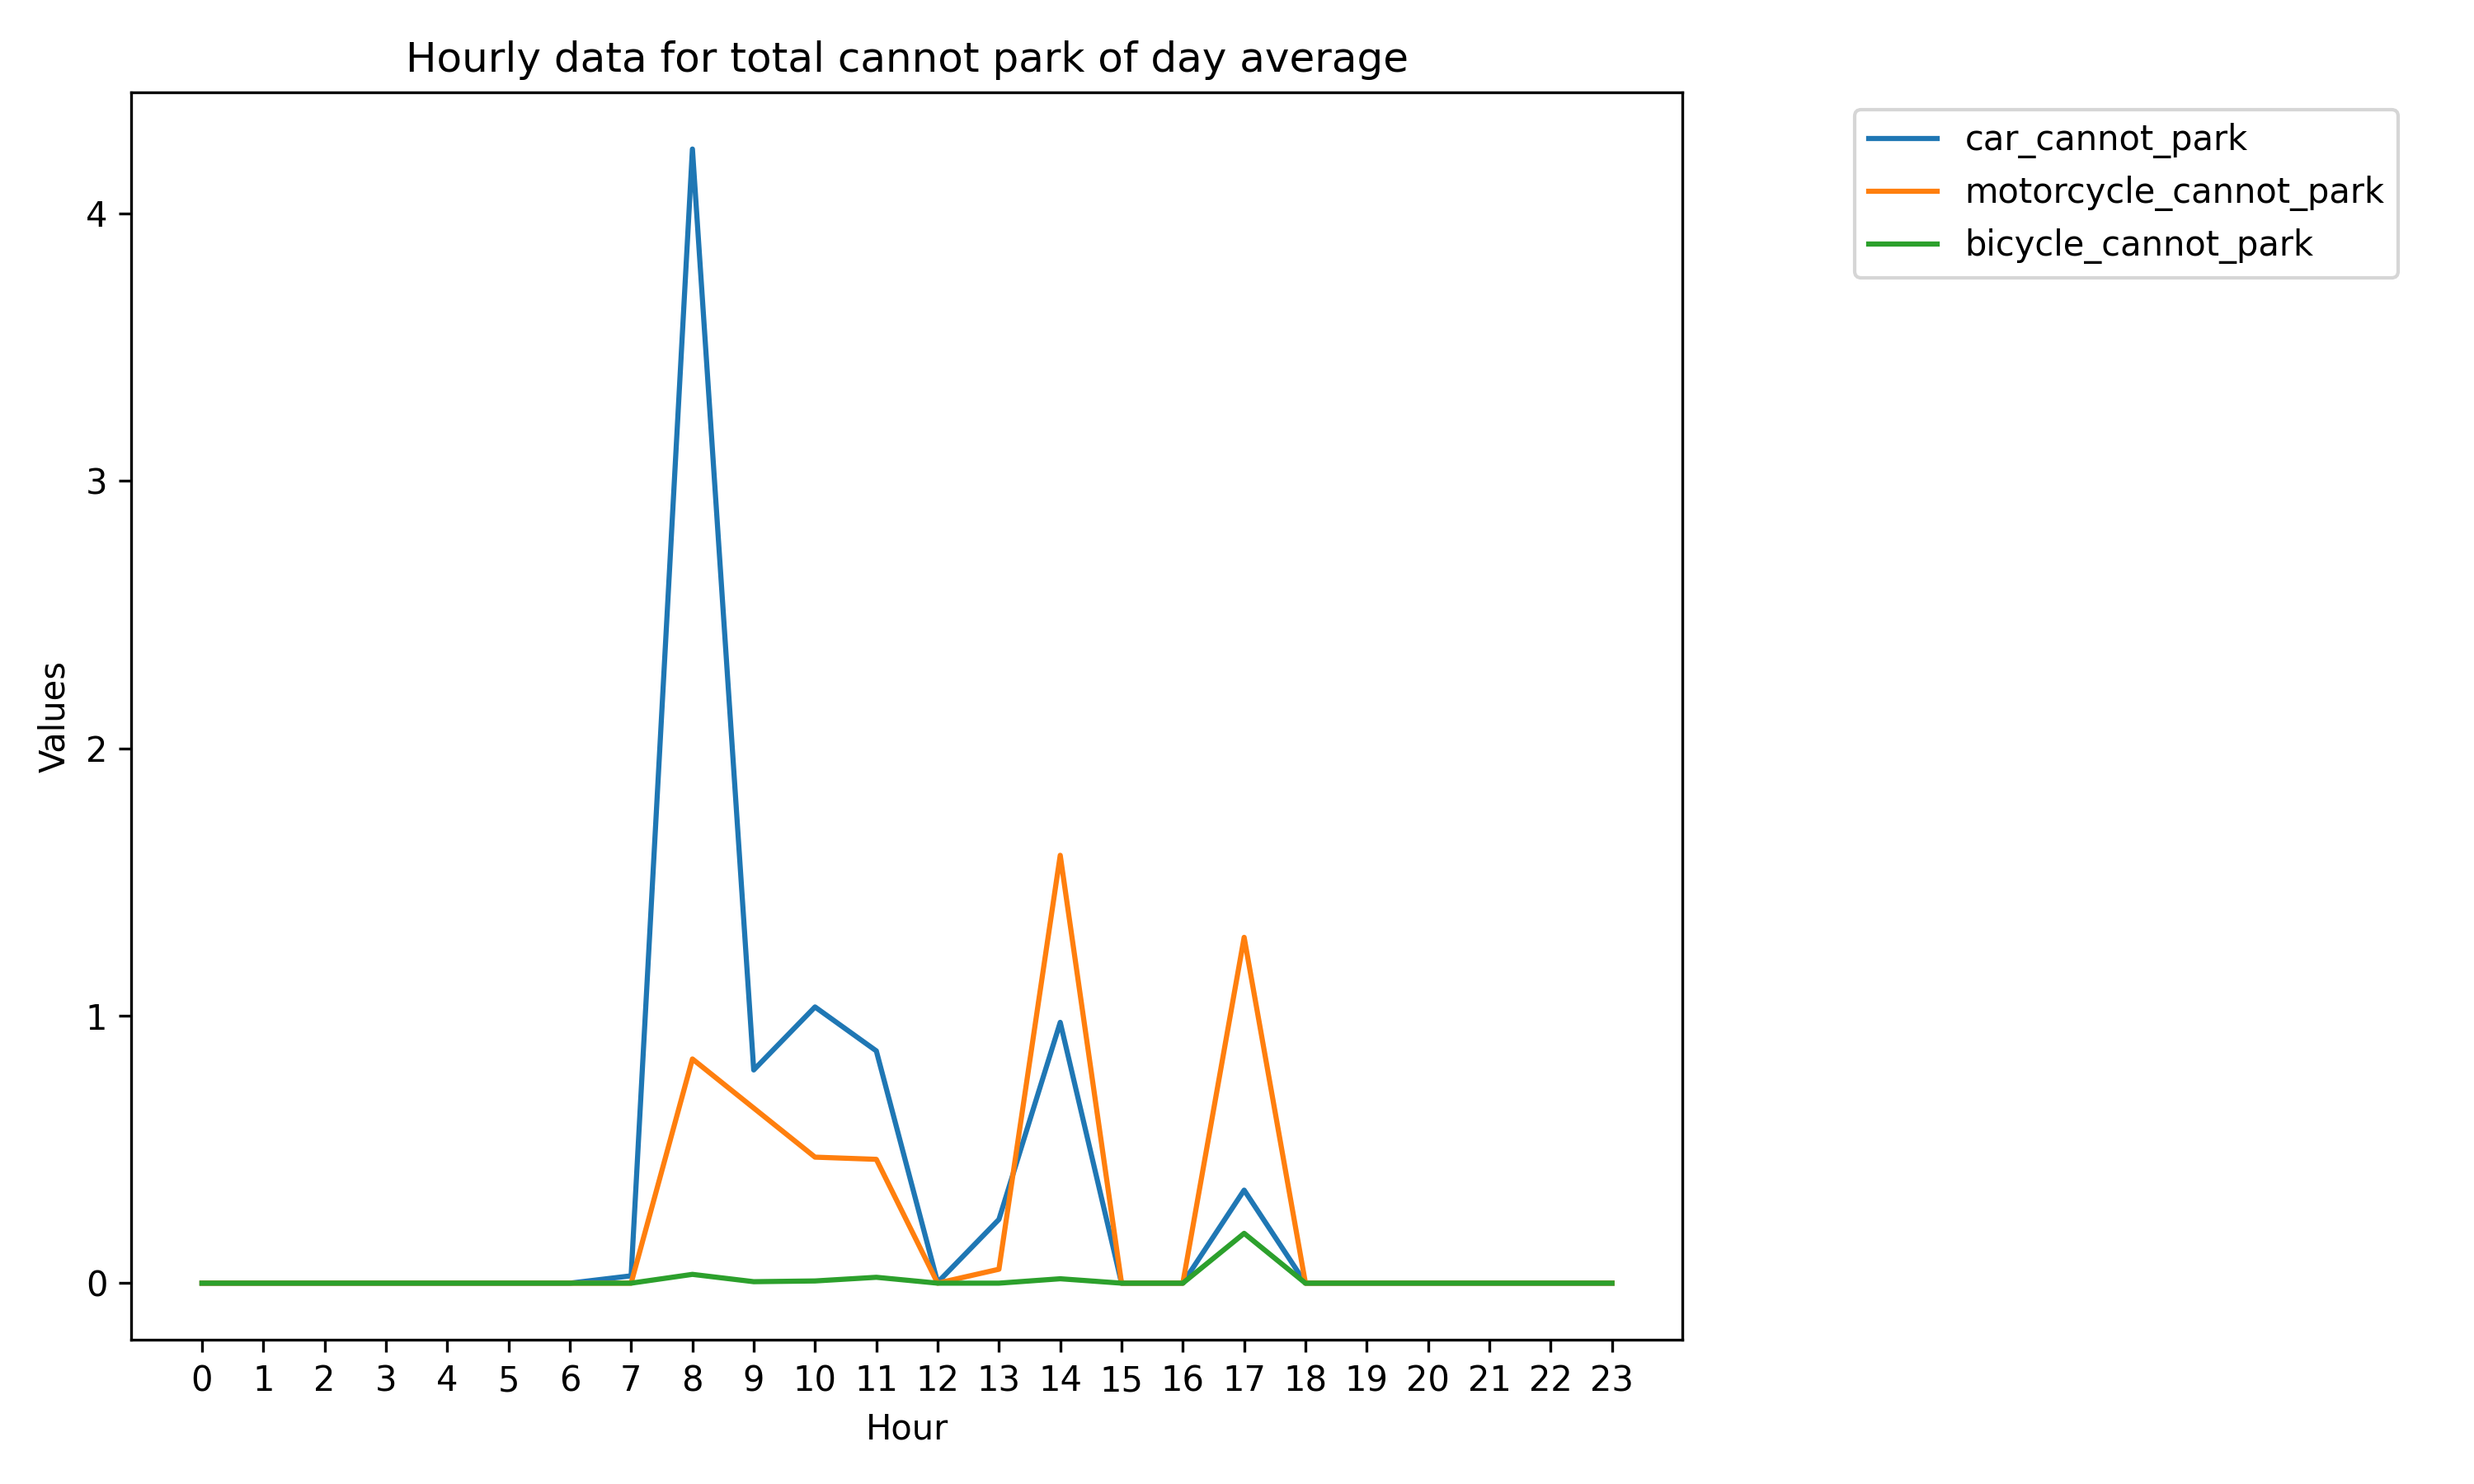 Hourly data for total cannot park of day average
car_cannot_park
motorcycle_cannot_park
bicycle_cannot_park
4
3
2
1
0
Values
0 1 2 3 4 5 6 7 8 9 10 11 12 13 14 15 16 17 18 19 20 21 22 23
Hour